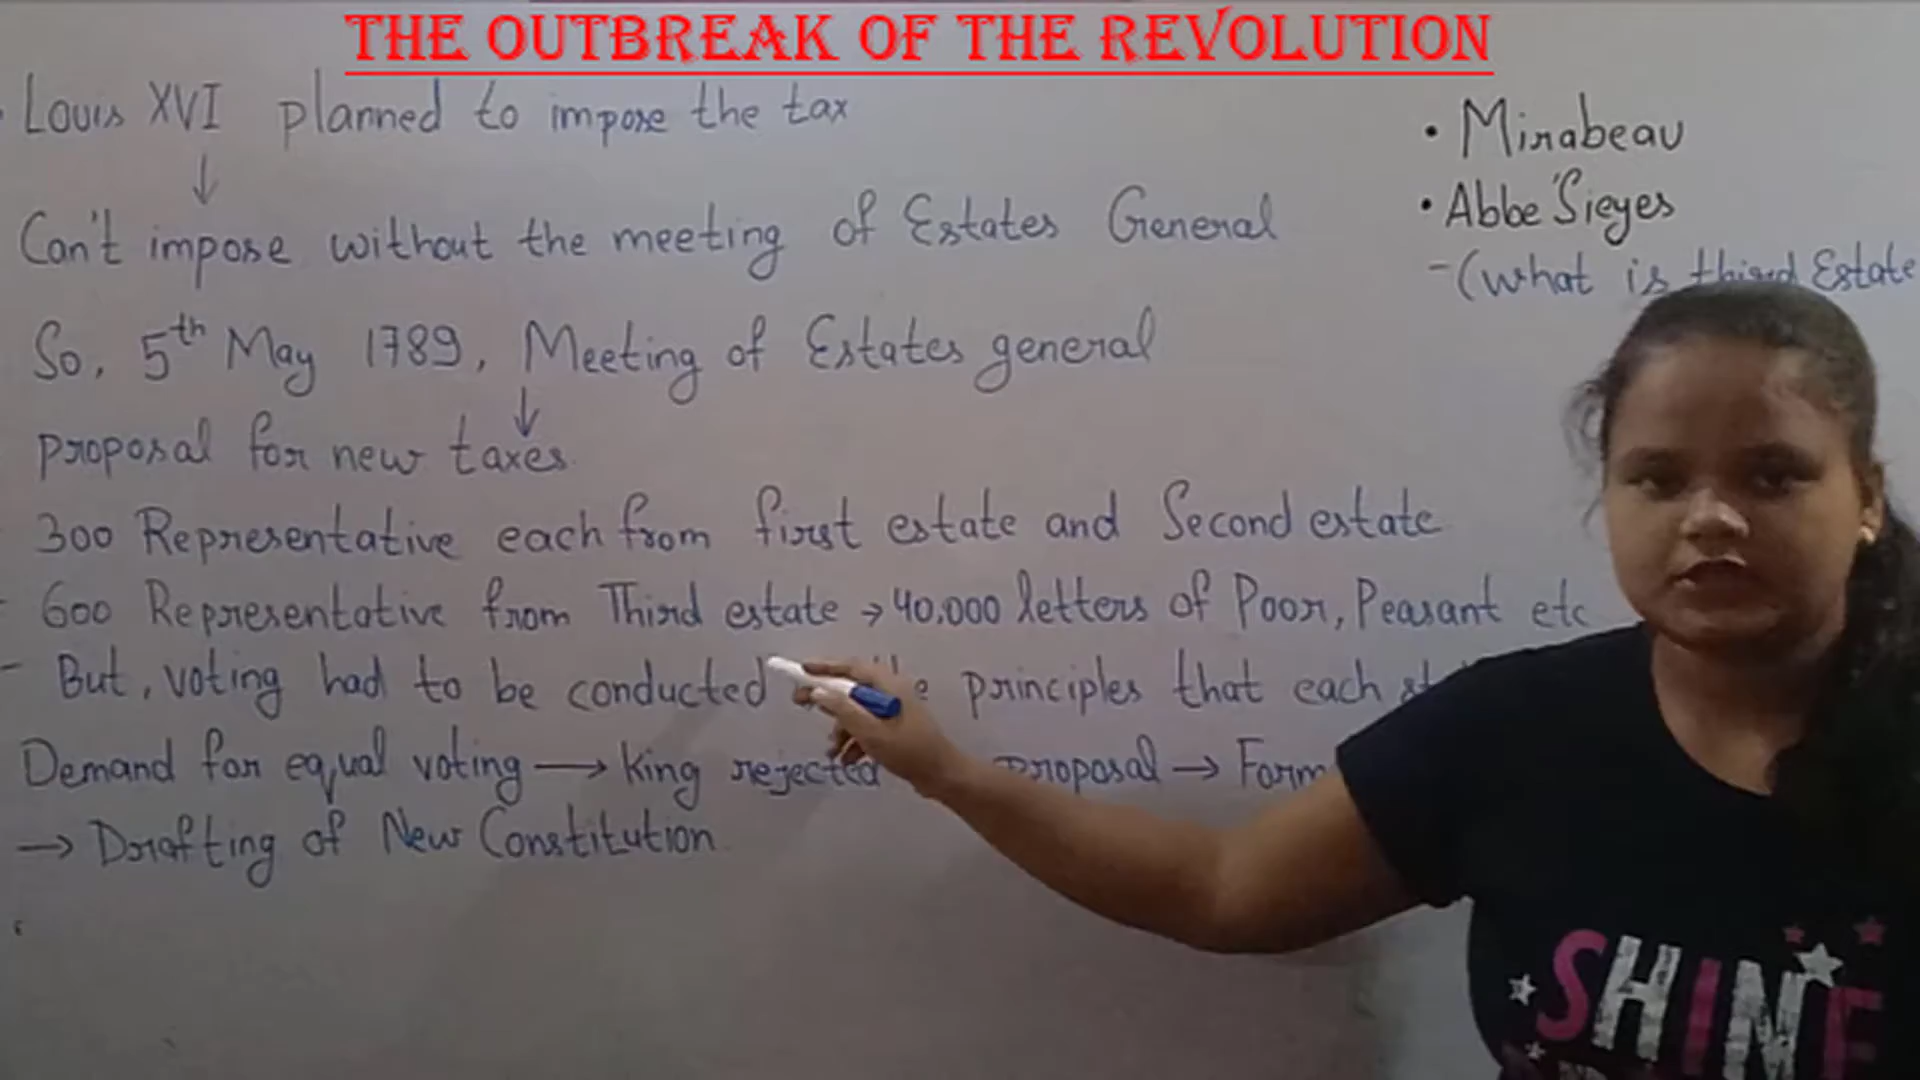 THE OUTBREAK OF THE REVOLUTION
Louis XVI planned to impose the tax
↓
Can't impose without the meeting of Estates General
So, 5th May 1789, Meeting of Estates general
↓
proposal for new taxes.
300 Representative each from first estate and Second estate
- 600 Representative from Third estate → 40,000 letters of Poor, Peasant etc
- But, voting had to be conducted principles that each
Demand for equal voting → King rejected proposal → Form
→ Drafting of New Constitution.
• Mirabeau
• Abbe'Sieyes
- (What is third Estate
SHINE